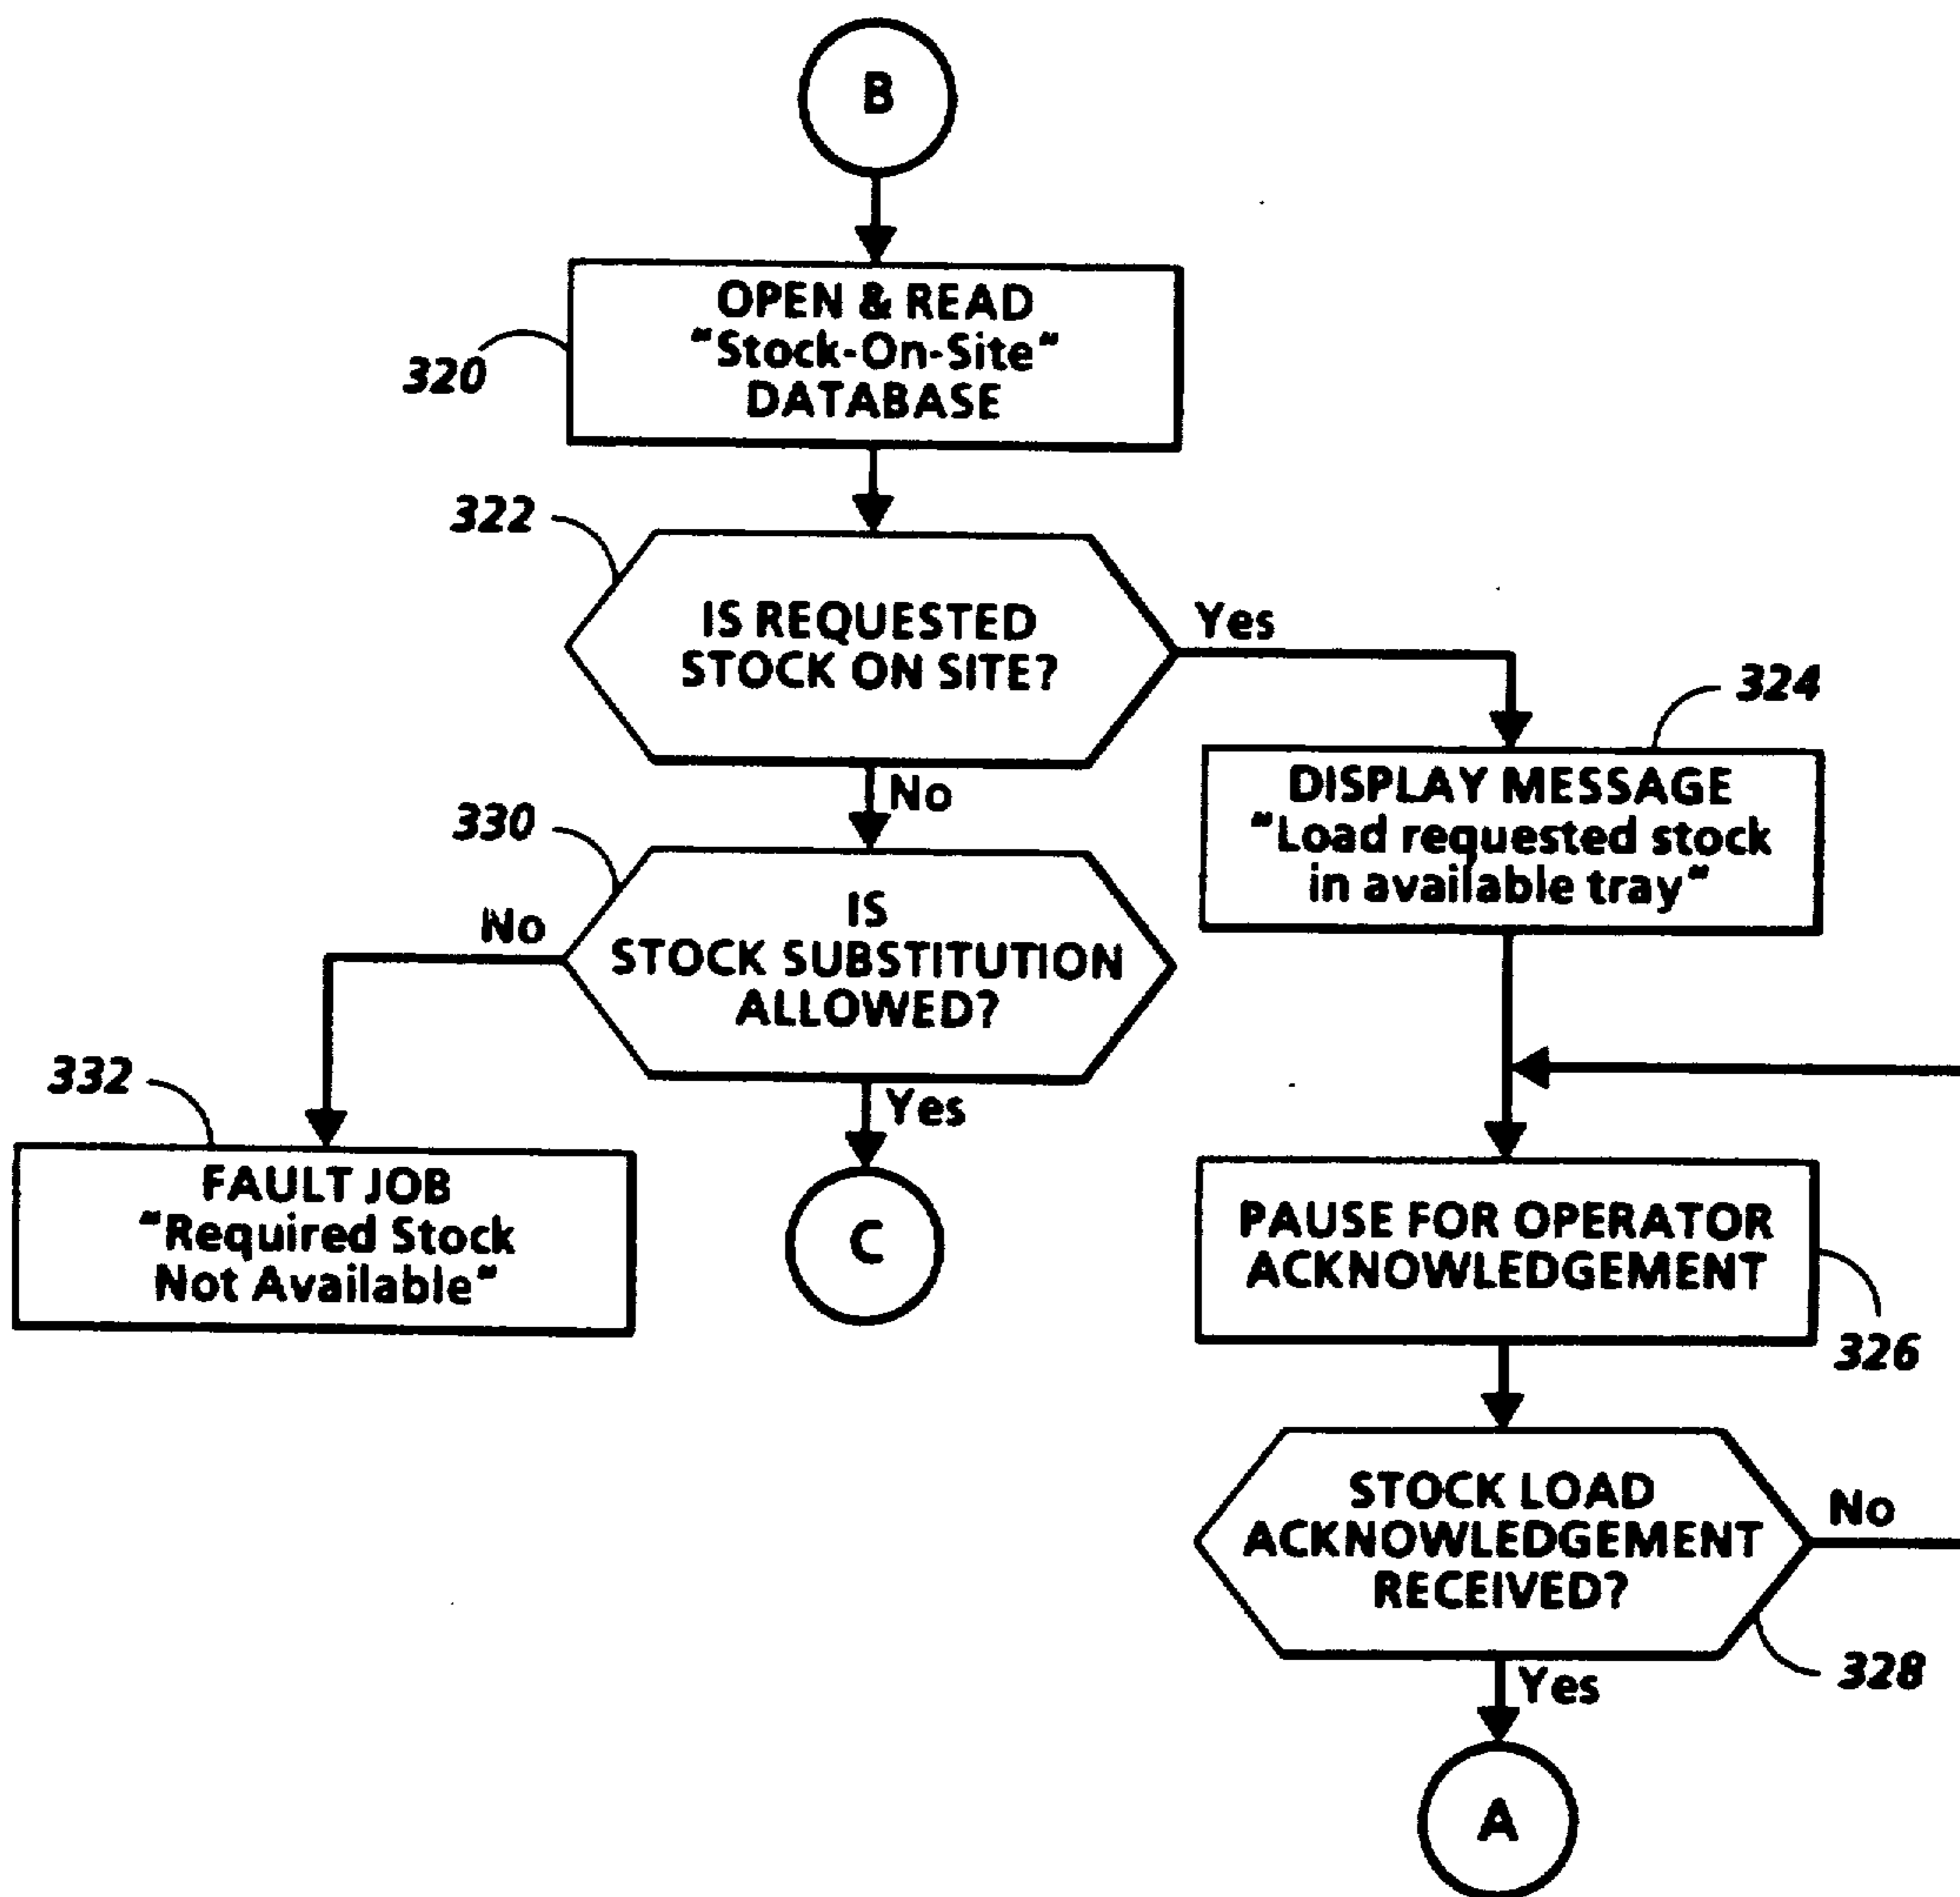 B
OPEN & READ
"Stock-On-Site"
DATABASE
320
322
IS REQUESTED
STOCK ON SITE?
Yes
324
DISPLAY MESSAGE
"Load requested stock
in available tray"
No
330
IS
STOCK SUBSTITUTION
ALLOWED?
No
332
FAULT JOB
"Required Stock
Not Available"
Yes
C
PAUSE FOR OPERATOR
ACKNOWLEDGEMENT
326
STOCK LOAD
ACKNOWLEDGEMENT
RECEIVED?
No
328
Yes
A